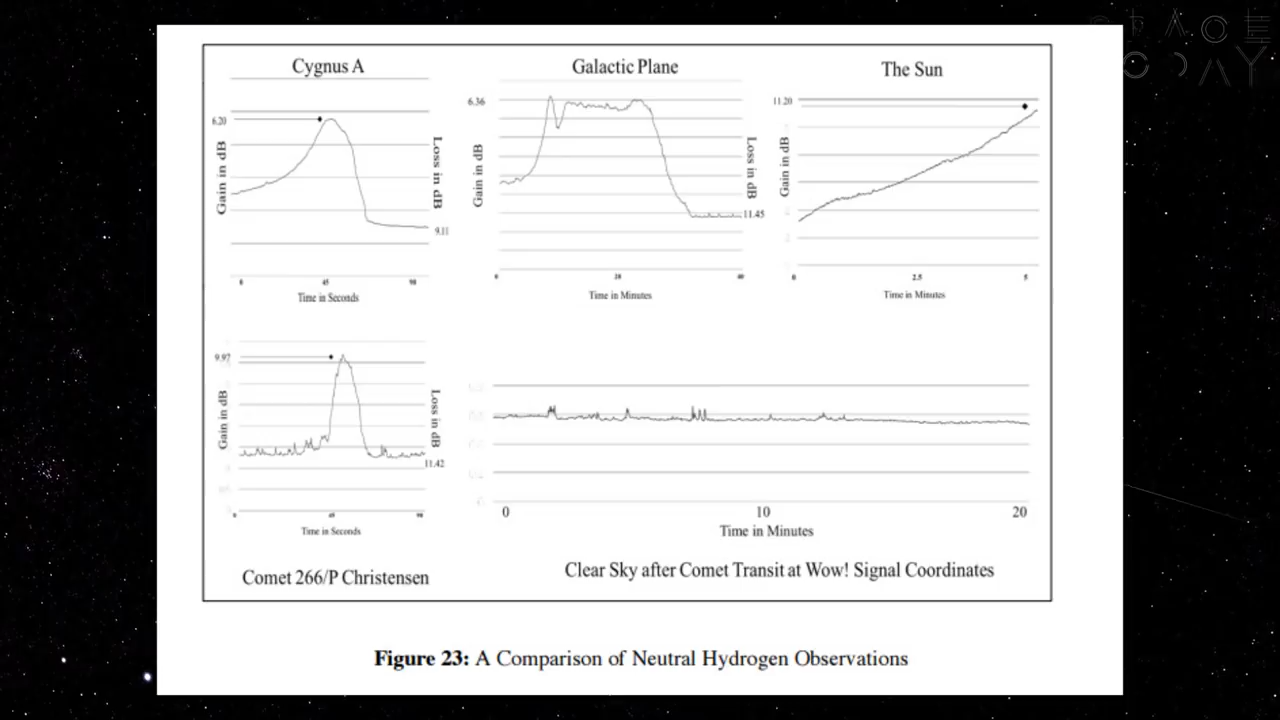 SPACE
TODAY
Cygnus A
6.20
Gain in dB
Loss in dB
9.11
0 45 90
Time in Seconds
Galactic Plane
6.36
Gain in dB
Loss in dB
11.45
0 20 40
Time in Minutes
The Sun
11.20
Gain in dB
0 2.5 5
Time in Minutes
9.97
Gain in dB
Loss in dB
11.42
0 45 90
Time in Seconds
Comet 266/P Christensen
0 10 20
Time in Minutes
Clear Sky after Comet Transit at Wow! Signal Coordinates
Figure 23: A Comparison of Neutral Hydrogen Observations